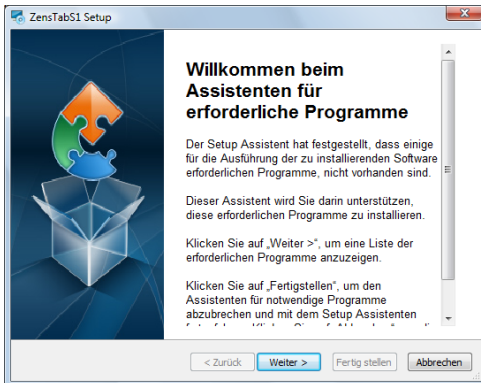 ZensTabS1 Setup
Willkommen beim
Assistenten für
erforderliche Programme
Der Setup Assistent hat festgestellt, dass einige
für die Ausführung der zu installierenden Software
erforderlichen Programme, nicht vorhanden sind.
Dieser Assistent wird Sie darin unterstützen,
diese erforderlichen Programme zu installieren.
Klicken Sie auf „Weiter >“, um eine Liste der
erforderlichen Programme anzuzeigen.
Klicken Sie auf „Fertigstellen“, um den
Assistenten für notwendige Programme
abzubrechen und mit dem Setup Assistenten
< Zurück Weiter > Fertig stellen Abbrechen